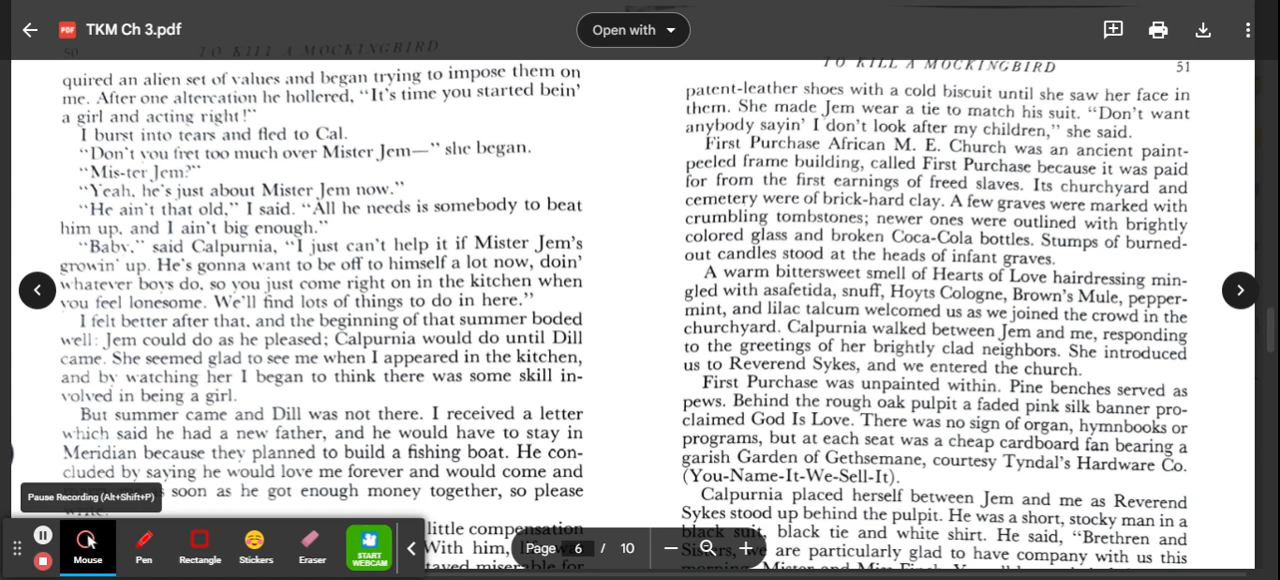 TKM Ch 3.pdf
Open with
50 TO KILL A MOCKINGBIRD
quired an alien set of values and began trying to impose them on
me. After one altercation he hollered, “It’s time you started bein’
a girl and acting right!”
I burst into tears and fled to Cal.
“Don’t you fret too much over Mister Jem—” she began.
“Mis-ter Jem?”
“Yeah, he’s just about Mister Jem now.”
“He ain’t that old,” I said. “All he needs is somebody to beat
him up, and I ain’t big enough.”
“Baby,” said Calpurnia, “I just can’t help it if Mister Jem’s
growin’ up. He’s gonna want to be off to himself a lot now, doin’
whatever boys do, so you just come right on in the kitchen when
you feel lonesome. We’ll find lots of things to do in here.”
I felt better after that, and the beginning of that summer boded
well: Jem could do as he pleased; Calpurnia would do until Dill
came. She seemed glad to see me when I appeared in the kitchen,
and by watching her I began to think there was some skill in-
volved in being a girl.
But summer came and Dill was not there. I received a letter
which said he had a new father, and he would have to stay in
Meridian because they planned to build a fishing boat. He con-
cluded by saying he would love me forever and would come and
soon as he got enough money together, so please
write.
little compensation
With him,
TO KILL A MOCKINGBIRD 51
patent-leather shoes with a cold biscuit until she saw her face in
them. She made Jem wear a tie to match his suit. “Don’t want
anybody sayin’ I don’t look after my children,” she said.
First Purchase African M. E. Church was an ancient paint-
peeled frame building, called First Purchase because it was paid
for from the first earnings of freed slaves. Its churchyard and
cemetery were of brick-hard clay. A few graves were marked with
crumbling tombstones; newer ones were outlined with brightly
colored glass and broken Coca-Cola bottles. Stumps of burned-
out candles stood at the heads of infant graves.
A warm bittersweet smell of Hearts of Love hairdressing min-
gled with asafetida, snuff, Hoyts Cologne, Brown’s Mule, pepper-
mint, and lilac talcum welcomed us as we joined the crowd in the
churchyard. Calpurnia walked between Jem and me, responding
to the greetings of her brightly clad neighbors. She introduced
us to Reverend Sykes, and we entered the church.
First Purchase was unpainted within. Pine benches served as
pews. Behind the rough oak pulpit a faded pink silk banner pro-
claimed God Is Love. There was no sign of organ, hymnbooks or
programs, but at each seat was a cheap cardboard fan bearing a
garish Garden of Gethsemane, courtesy Tyndal’s Hardware Co.
(You-Name-It-We-Sell-It).
Calpurnia placed herself between Jem and me as Reverend
Sykes stood up behind the pulpit. He was a short, stocky man in a
black suit, black tie and white shirt. He said, “Brethren and
are particularly glad to have company with us this
Pause Recording (Alt+Shift+P)
Mouse
Pen
Rectangle
Stickers
Eraser
START
WEBCAM
Page 6 / 10